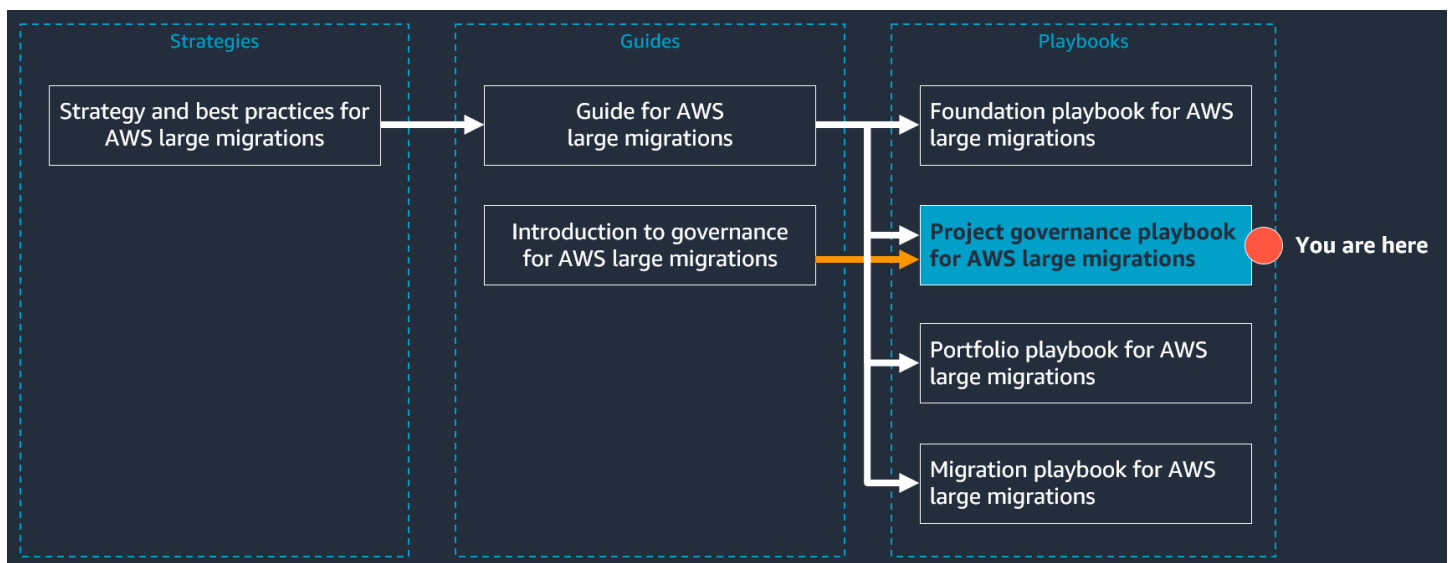 Strategies
Strategy and best practices for
AWS large migrations
Guides
Guide for AWS
large migrations
Introduction to governance
for AWS large migrations
Playbooks
Foundation playbook for AWS
large migrations
Project governance playbook
for AWS large migrations
You are here
Portfolio playbook for AWS
large migrations
Migration playbook for AWS
large migrations